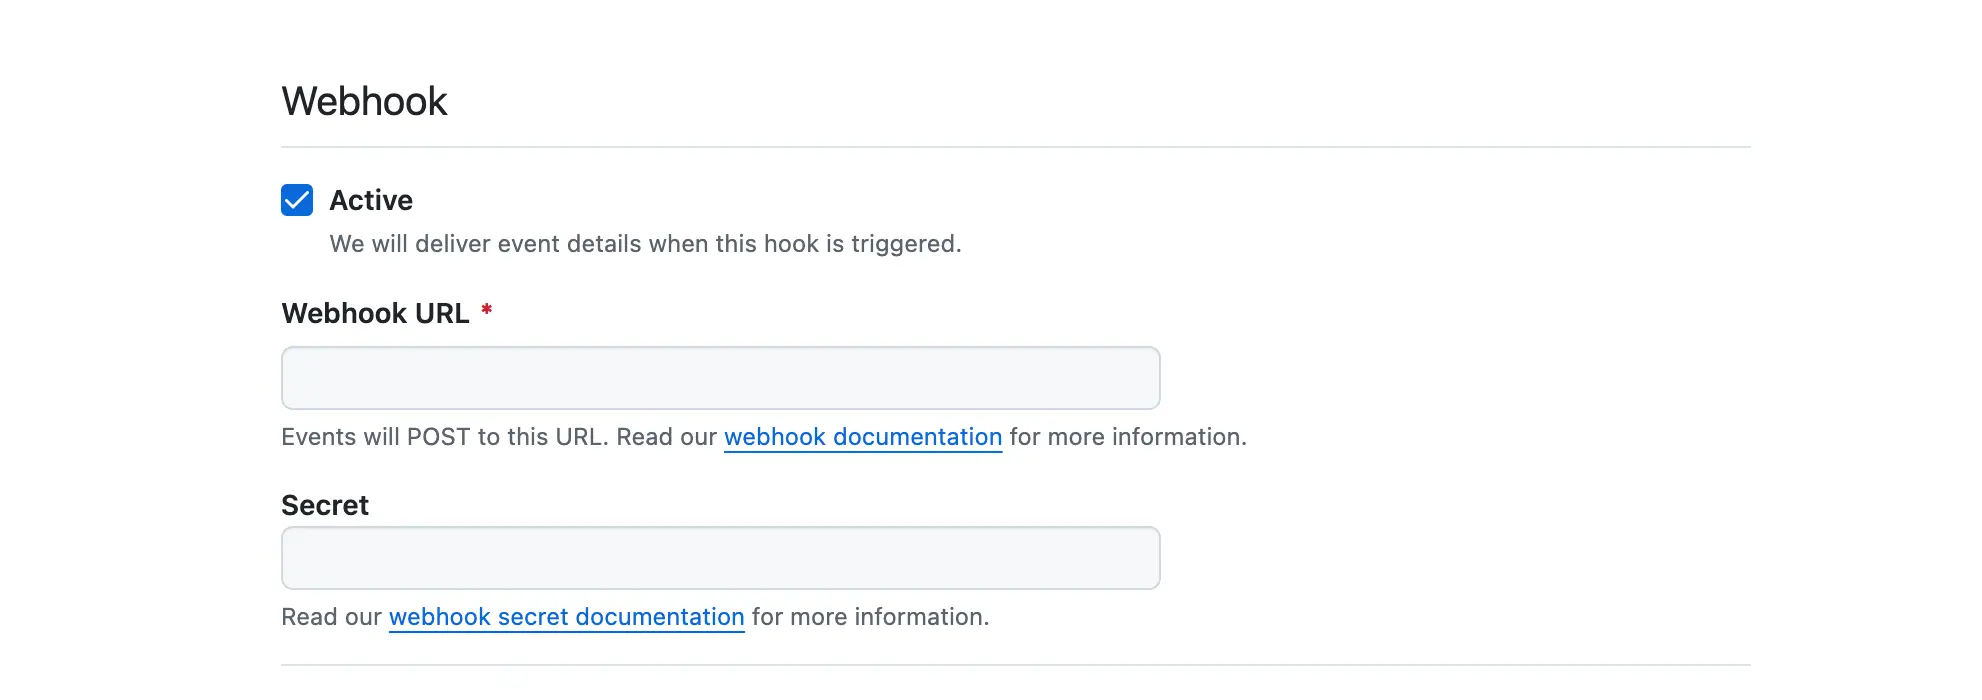 Webhook
Active
We will deliver event details when this hook is triggered.
Webhook URL *
Events will POST to this URL. Read our webhook documentation for more information.
Secret
Read our webhook secret documentation for more information.